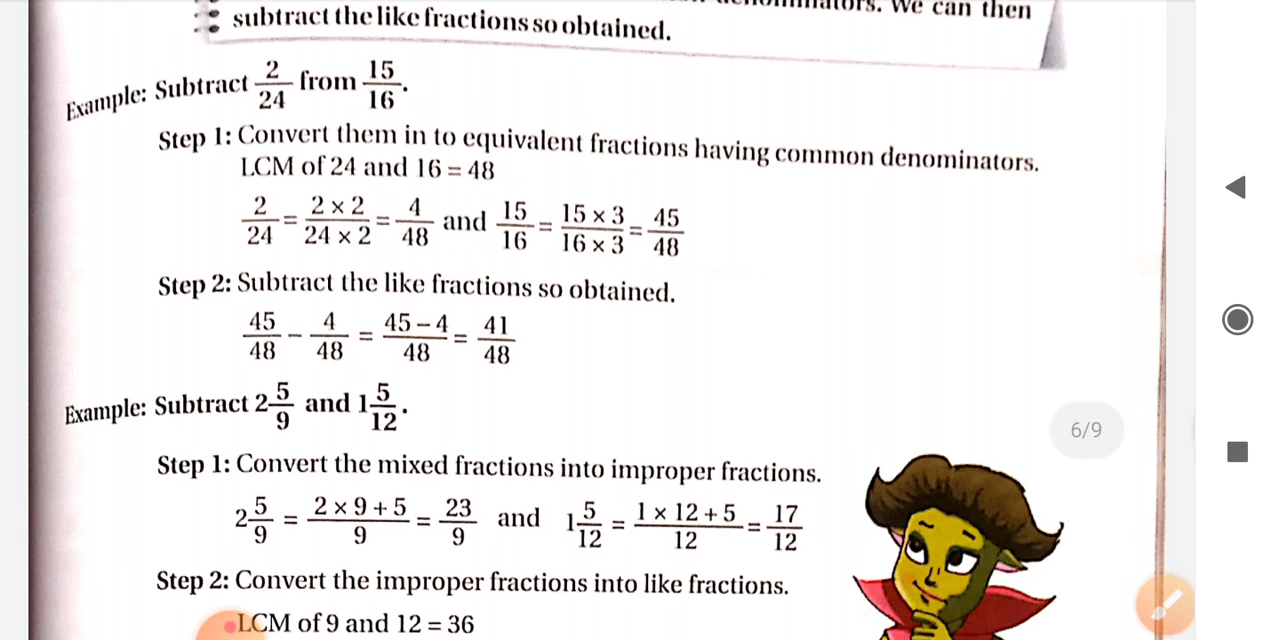 denominators. We can then
subtract the like fractions so obtained.
Example: Subtract 2/24 from 15/16.
Step 1: Convert them in to equivalent fractions having common denominators.
LCM of 24 and 16 = 48
2/24 = 2 × 2/24 × 2 = 4/48 and 15/16 = 15 × 3/16 × 3 = 45/48
Step 2: Subtract the like fractions so obtained.
45/48 − 4/48 = 45 − 4/48 = 41/48
Example: Subtract 2 5/9 and 1 5/12.
Step 1: Convert the mixed fractions into improper fractions.
2 5/9 = 2 × 9 + 5/9 = 23/9 and 1 5/12 = 1 × 12 + 5/12 = 17/12
6/9
Step 2: Convert the improper fractions into like fractions.
LCM of 9 and 12 = 36